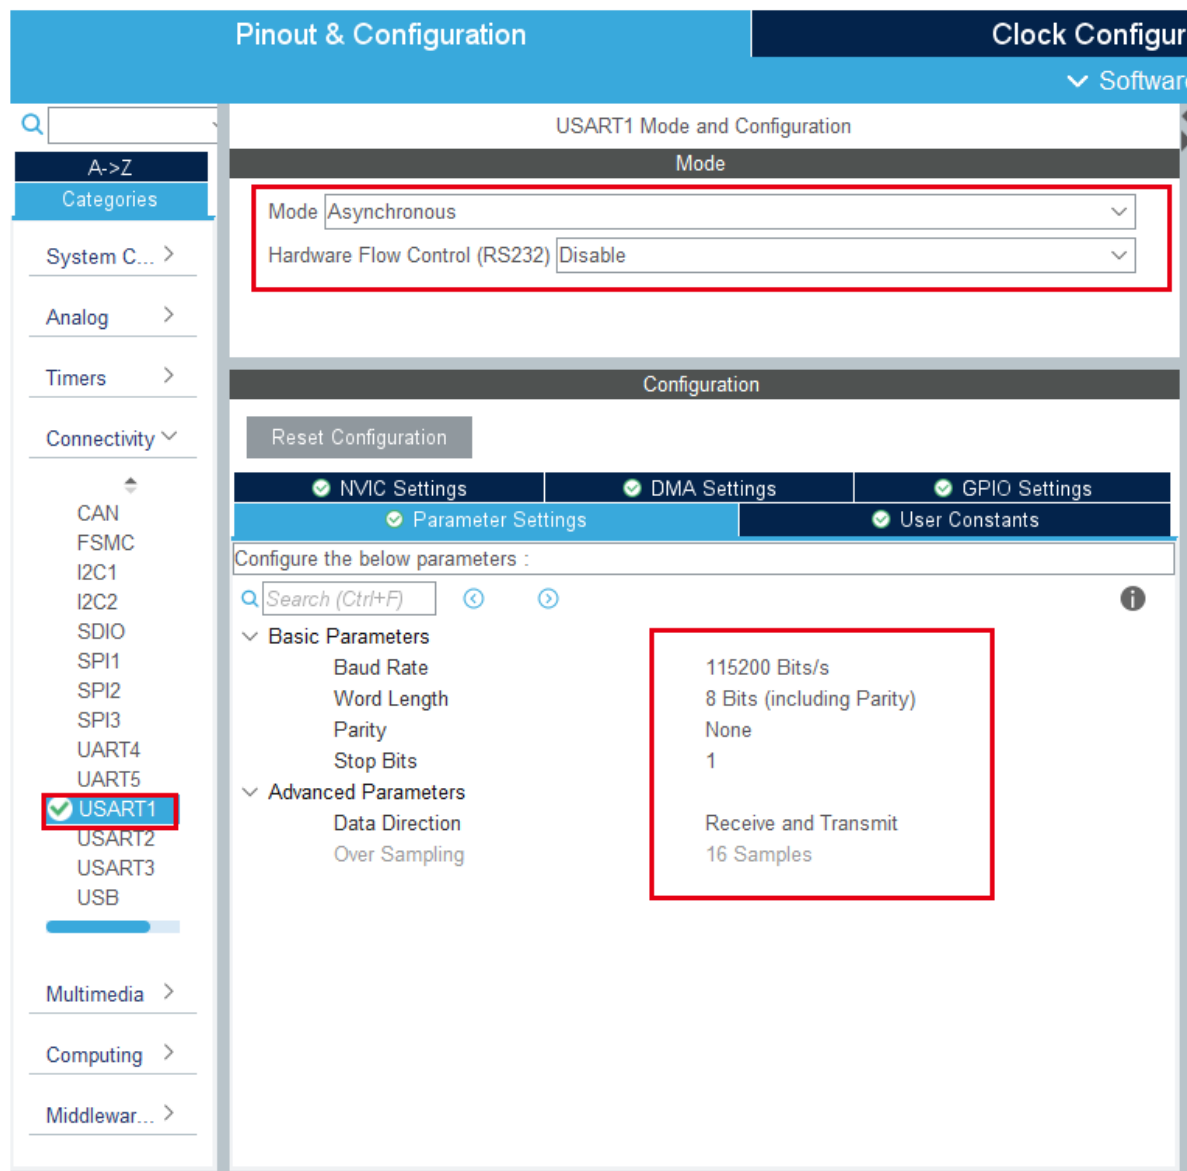 Pinout & Configuration
Clock Configur
Software
A->Z
Categories
System C...
Analog
Timers
Connectivity
CAN
FSMC
I2C1
I2C2
SDIO
SPI1
SPI2
SPI3
UART4
UART5
USART1
USART2
USART3
USB
Multimedia
Computing
Middlewar...
USART1 Mode and Configuration
Mode
Mode Asynchronous
Hardware Flow Control (RS232) Disable
Configuration
Reset Configuration
NVIC Settings DMA Settings GPIO Settings
Parameter Settings User Constants
Configure the below parameters :
Search (Ctrl+F)
Basic Parameters
Baud Rate 115200 Bits/s
Word Length 8 Bits (including Parity)
Parity None
Stop Bits 1
Advanced Parameters
Data Direction Receive and Transmit
Over Sampling 16 Samples